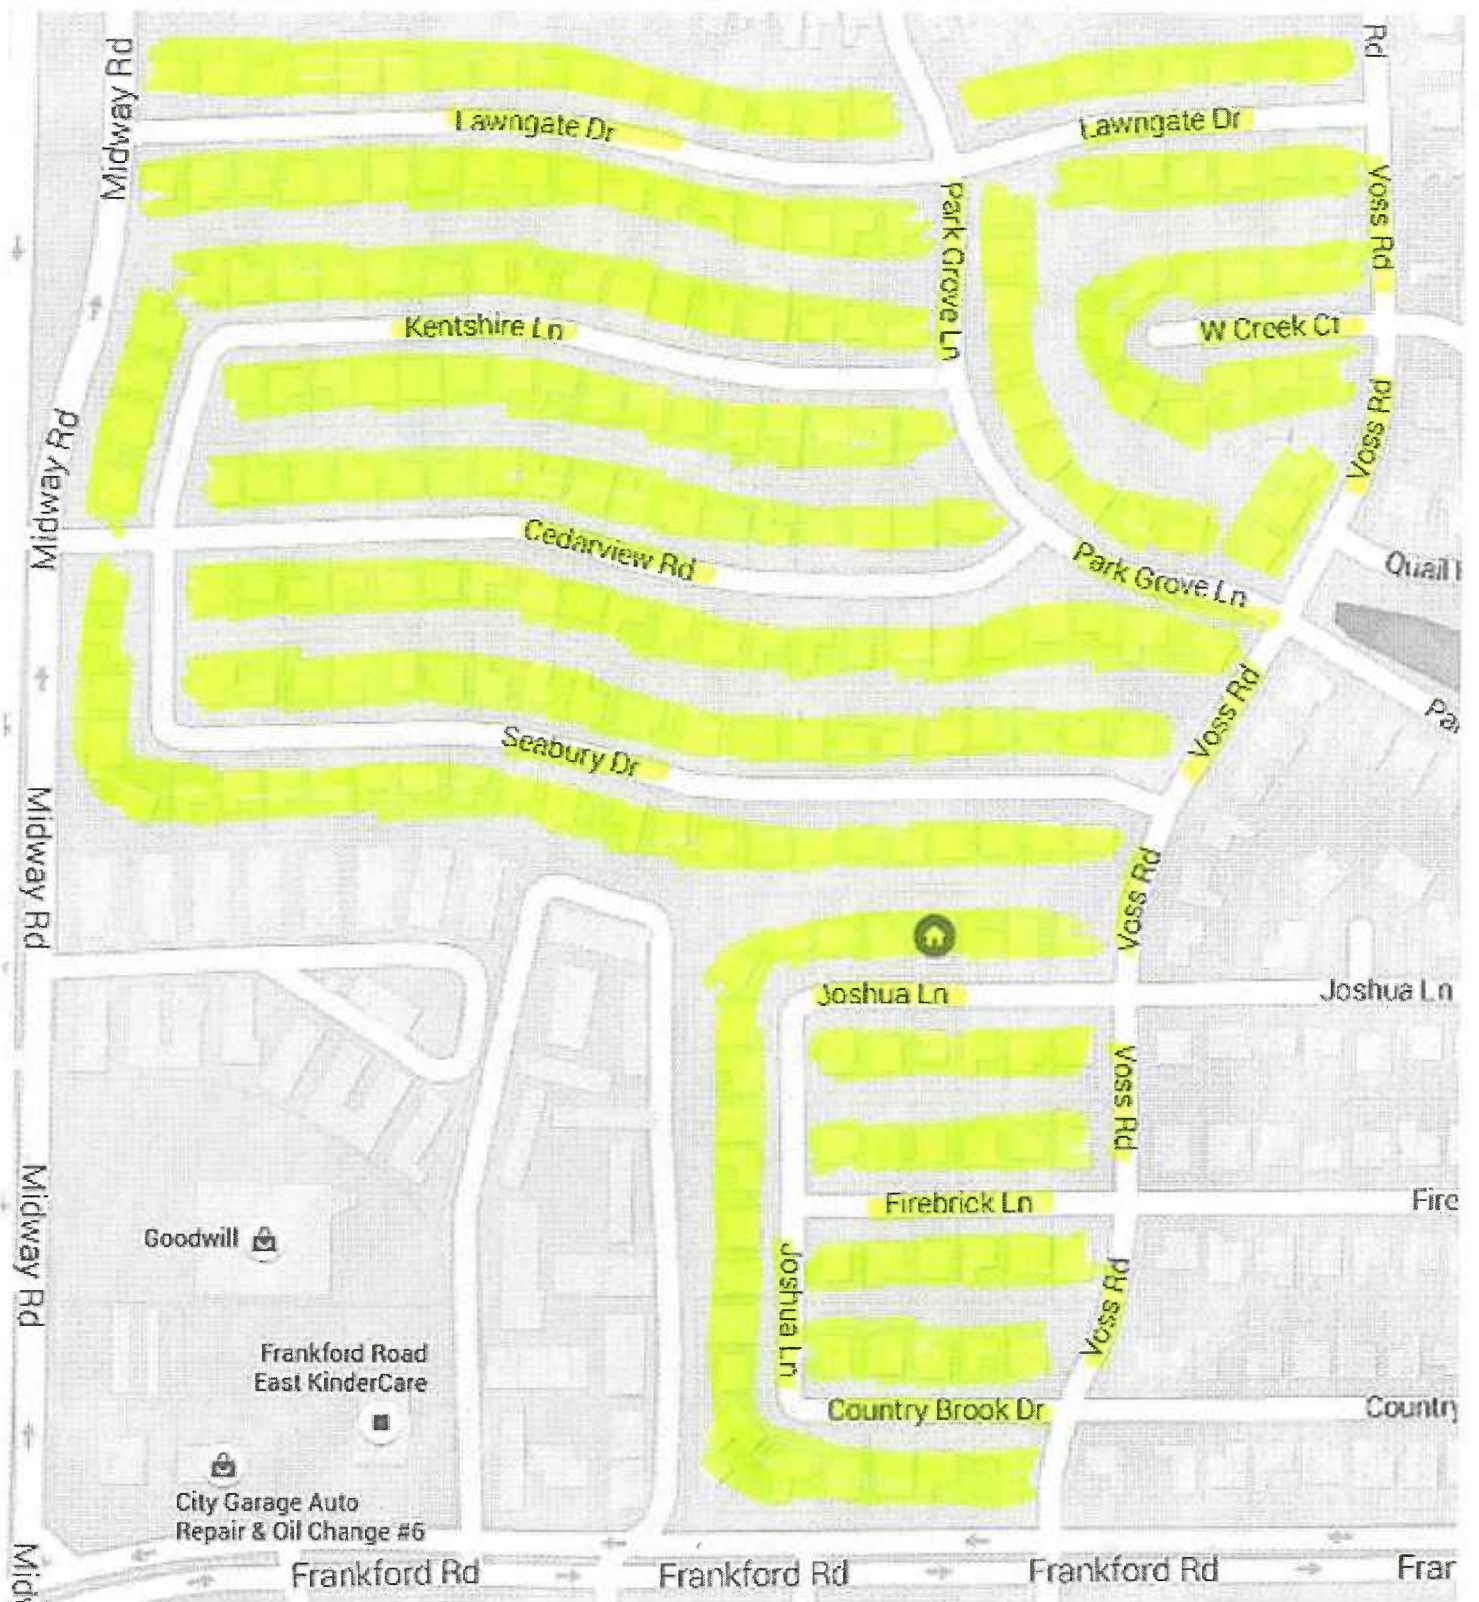 Midway Rd
Rd
Lawngate Dr
Lawngate Dr
Voss Rd
Park Grove Ln
Kentshire Ln
W Creek Ct
Voss Rd
Midway Rd
Cedarview Rd
Park Grove Ln
Quail
Voss Rd
Seabury Dr
Midway Rd
Voss Rd
Joshua Ln
Joshua Ln
Voss Rd
Midway Rd
Firebrick Ln
Fire
Goodwill
Joshua Ln
Voss Rd
Frankford Road
East KinderCare
Country Brook Dr
Country
City Garage Auto
Repair & Oil Change #6
Frankford Rd
Frankford Rd
Frankford Rd